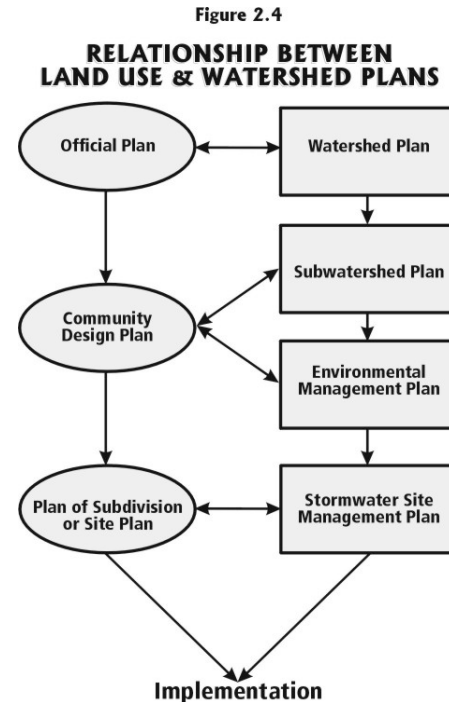 Figure 2.4
RELATIONSHIP BETWEEN
LAND USE & WATERSHED PLANS
Official Plan
Watershed Plan
Subwatershed Plan
Community
Design Plan
Environmental
Management Plan
Plan of Subdivision
or Site Plan
Stormwater Site
Management Plan
Implementation